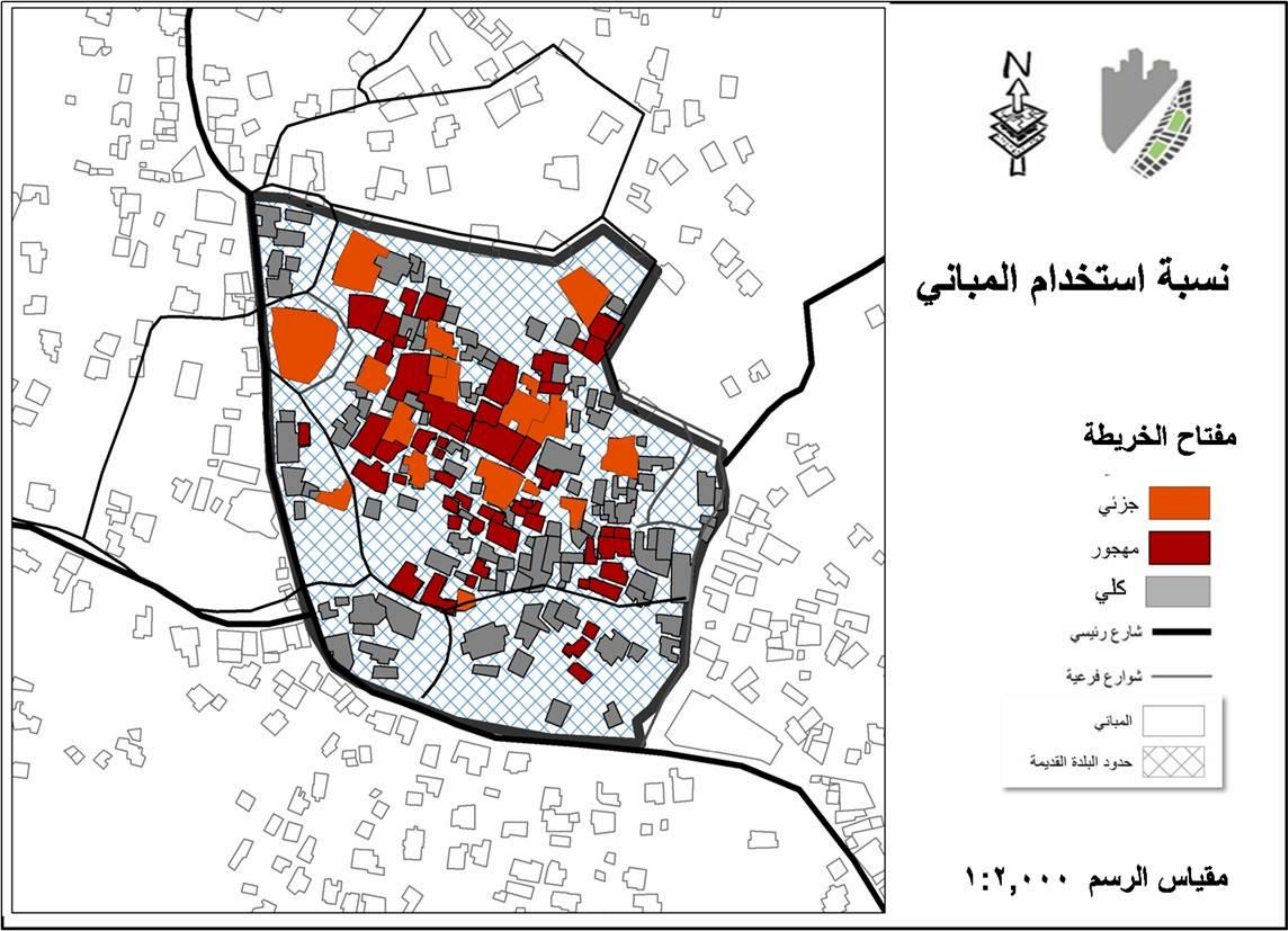 N
نسبة استخدام المباني
مفتاح الخريطة
جزئي
مهجور
كلي
شارع رئيسي
شوارع فرعية
المباني
حدود البلدة القديمة
مقياس الرسم ١:٢,٠٠٠